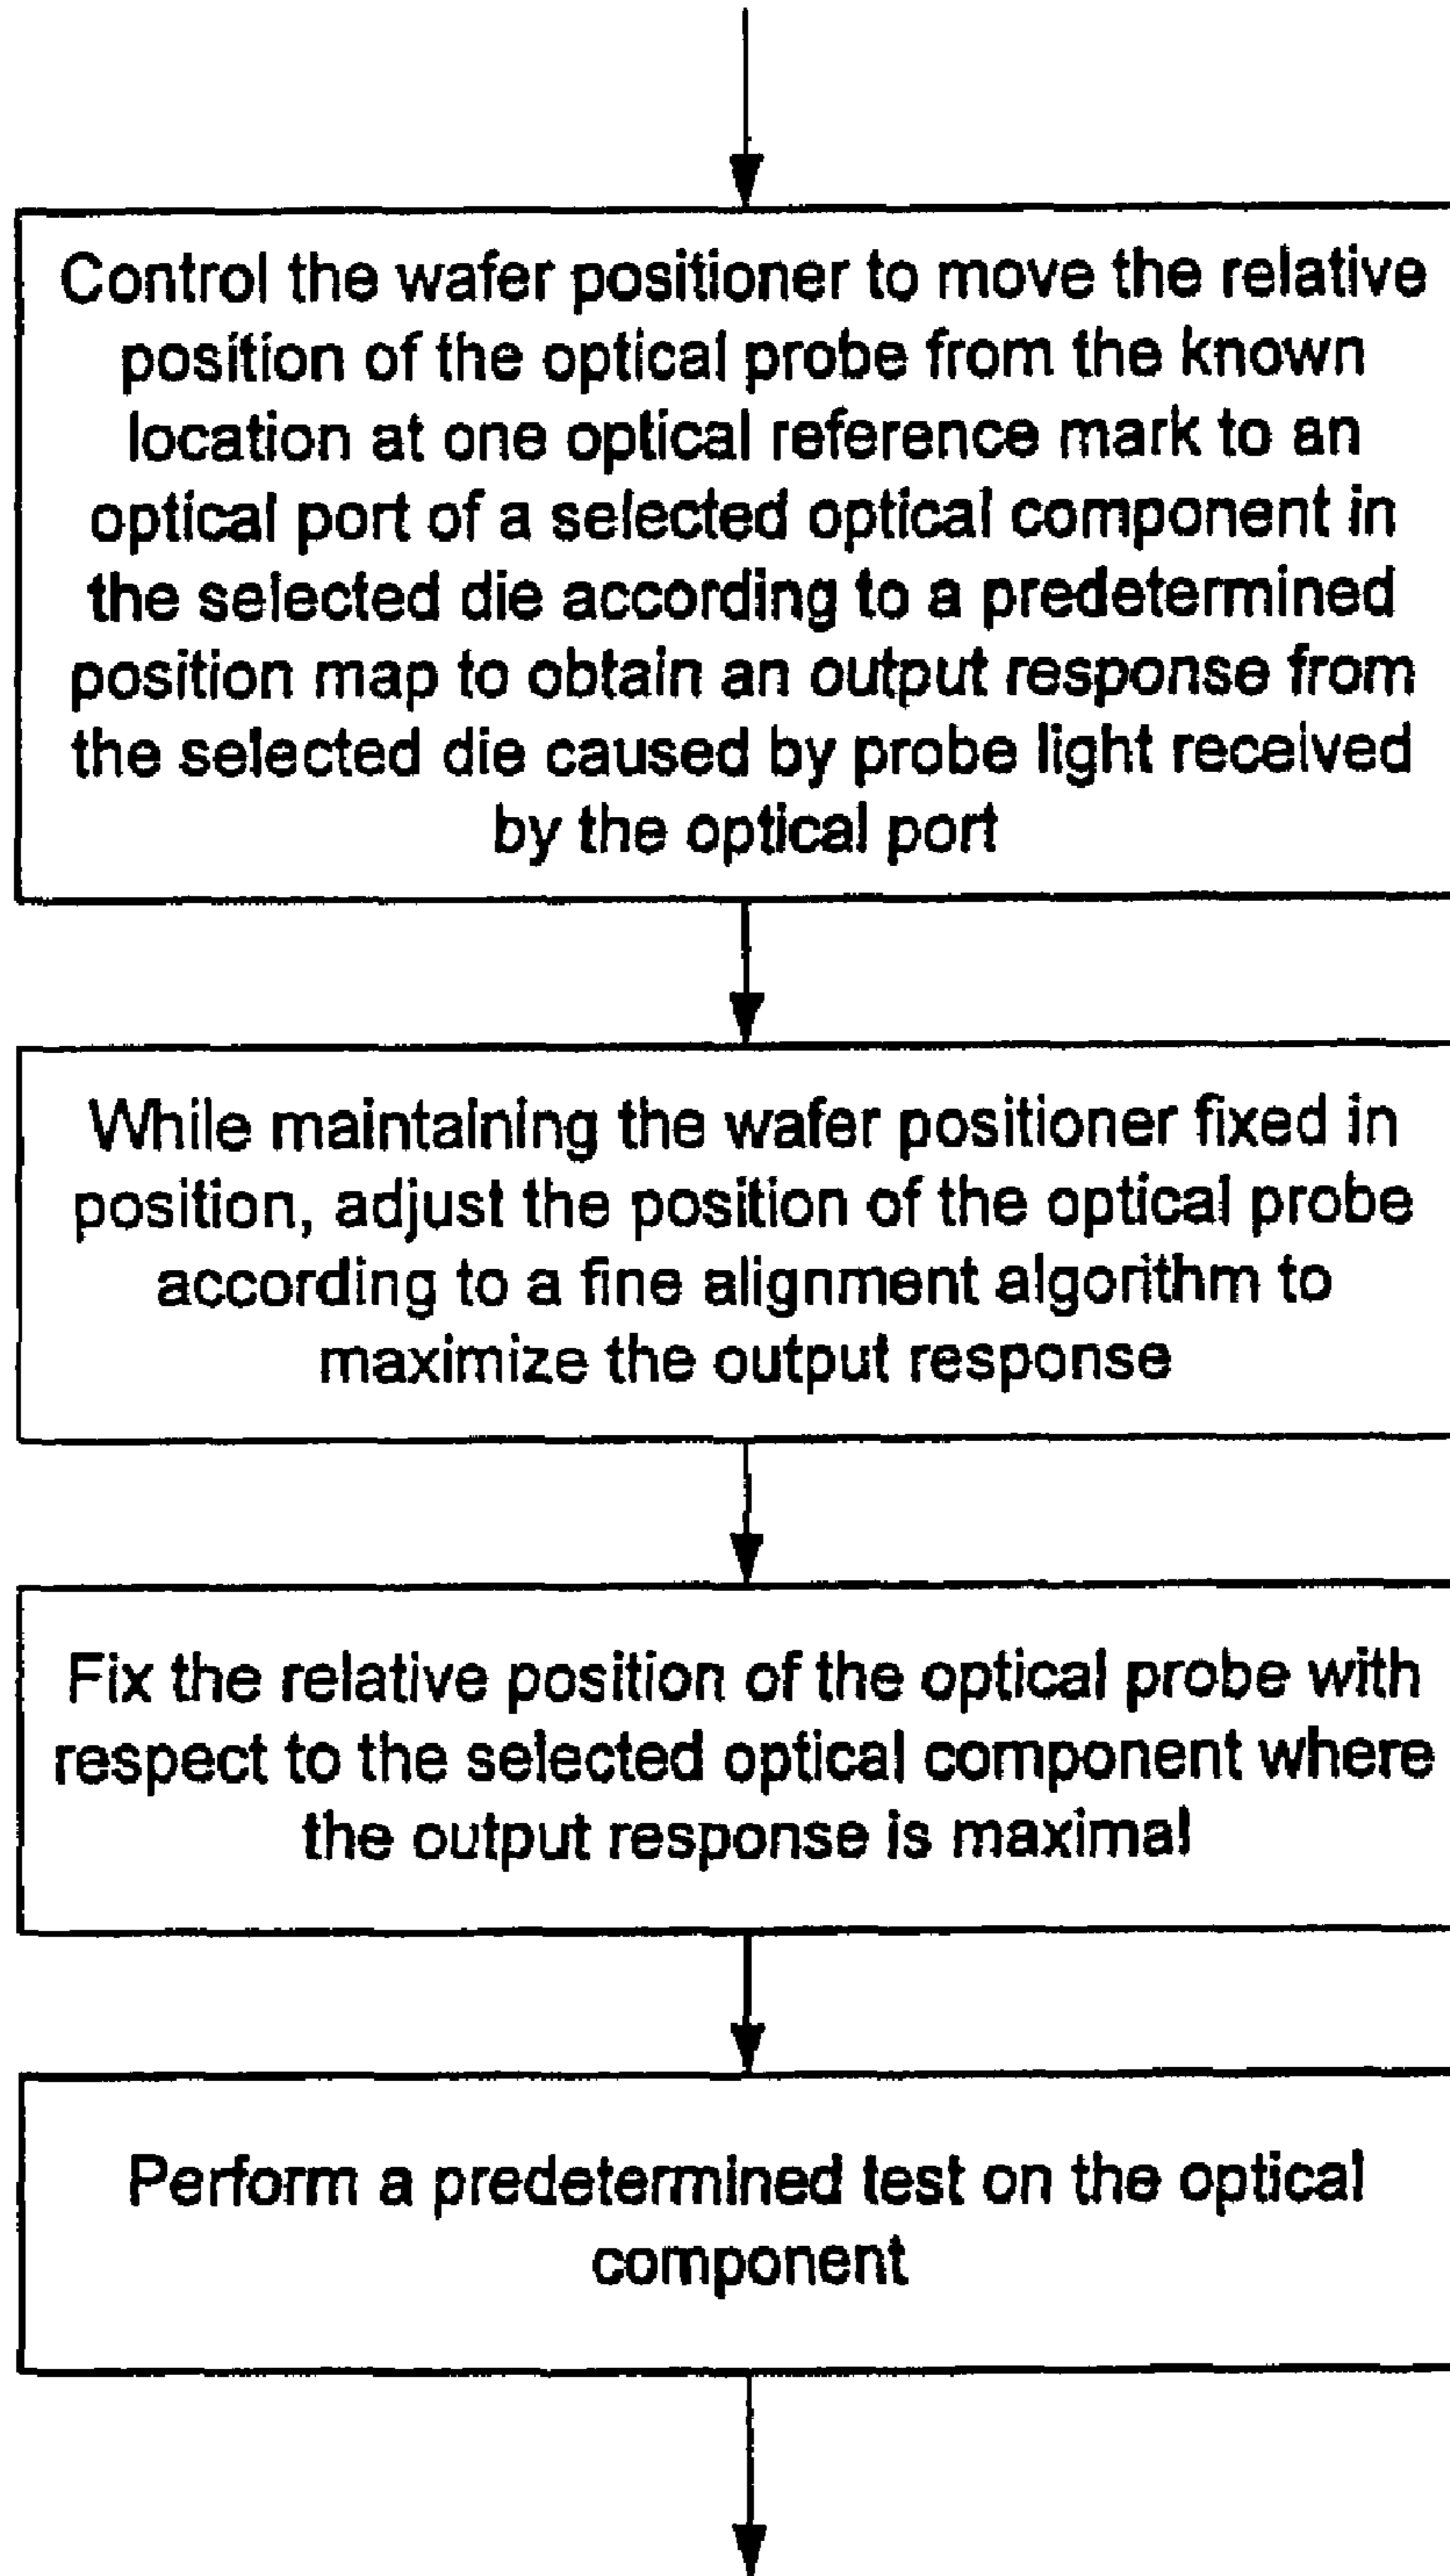 Control the wafer positioner to move the relative
position of the optical probe from the known
location at one optical reference mark to an
optical port of a selected optical component in
the selected die according to a predetermined
position map to obtain an output response from
the selected die caused by probe light received
by the optical port
While maintaining the wafer positioner fixed in
position, adjust the position of the optical probe
according to a fine alignment algorithm to
maximize the output response
Fix the relative position of the optical probe with
respect to the selected optical component where
the output response is maximal
Perform a predetermined test on the optical
component